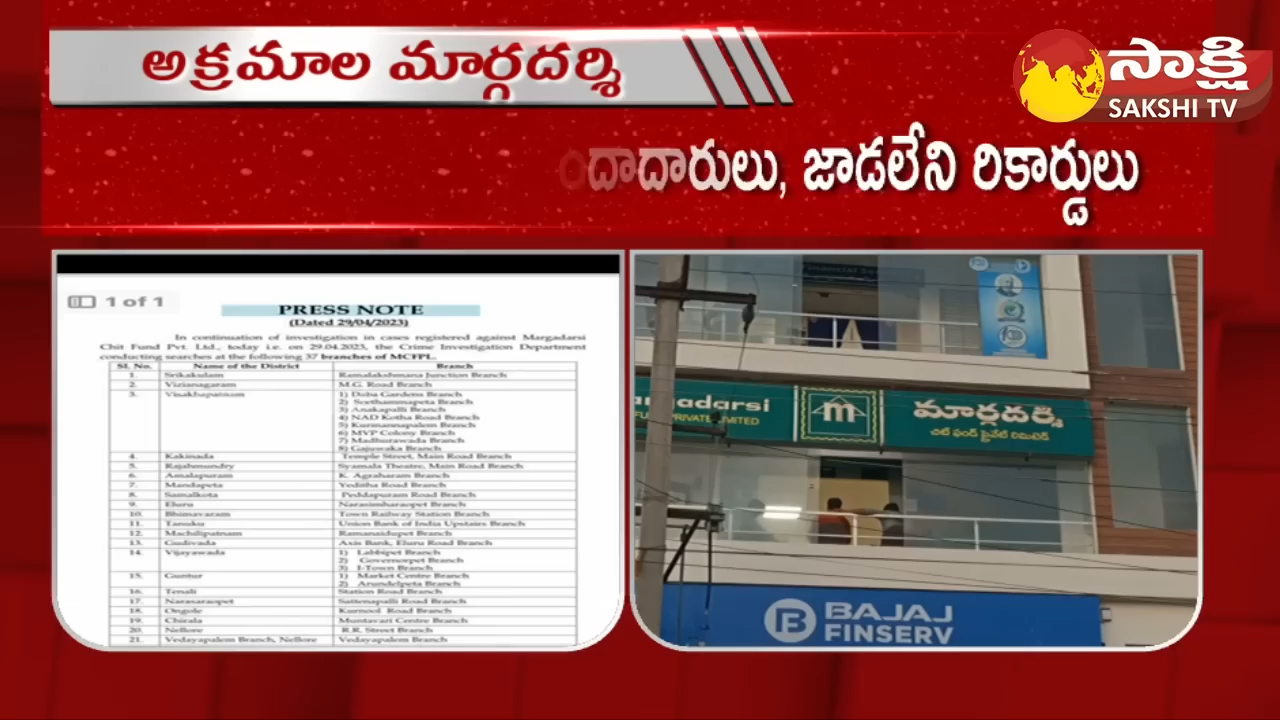 అక్రమాల మార్గదర్శి
సాక్షి
SAKSHI TV
జాడలేని రికార్డులు
1 of 1
PRESS NOTE
(Dated 29/04/2023)
In continuation of investigation in cases registered against Margadarsi
Chit Fund Pvt. Ltd., today i.e. on 29.04.2023, the Crime Investigation Department
conducting searches at the following 37 branches of MCFPL.
Sl. No. Name of the District Branch
1. Srikakulam Ramalakshmana Junction Branch
2. Vizianagaram M.G. Road Branch
3. Visakhapatnam 1) Daba Gardens Branch
2) Seethammapeta Branch
3) Anakapalli Branch
4) NAD Kotha Road Branch
5) Kurmannapalem Branch
6) MVP Colony Branch
7) Madhurawada Branch
8) Gajuwaka Branch
4. Kakinada Temple Street, Main Road Branch
5. Rajahmundry Syamala Theatre, Main Road Branch
6. Amalapuram K. Agraharam Branch
7. Mandapeta Yeditha Road Branch
8. Samalkota Peddapuram Road Branch
9. Eluru Narasimharaopet Branch
10. Bhimavaram Town Railway Station Branch
11. Tanuku Union Bank of India Upstairs Branch
12. Machilipatnam Ramanaidupet Branch
13. Gudivada Axis Bank, Eluru Road Branch
14. Vijayawada 1) Labbipet Branch
2) Governorpet Branch
3) I-Town Branch
15. Guntur 1) Market Centre Branch
2) Arundelpeta Branch
16. Tenali Station Road Branch
17. Narasaraopet Sattenapalli Road Branch
18. Ongole Kurnool Road Branch
19. Chirala Muntavari Centre Branch
20. Nellore R.R. Street Branch
21. Vedayapalem Branch, Nellore Vedayapalem Branch
argadarsi
PRIVATE LIMITED
m
మార్గదర్శి
చిట్ ఫండ్ ప్రైవేట్ లిమిటెడ్
BAJAJ
FINSERV